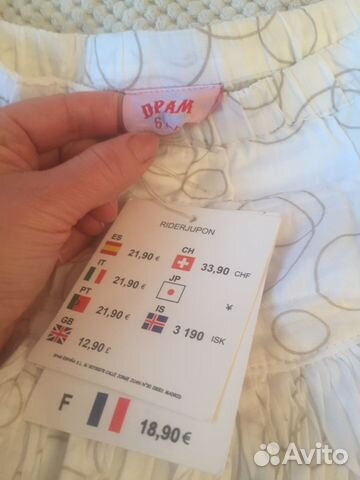 DPAM
RIDERJUPON
ES 21,90 €
CH 33,90 CHF
IT 21,90 €
JP ¥
PT 21,90 €
IS 3 190 ISK
GB 12,90 £
F 18,90 €
Avito